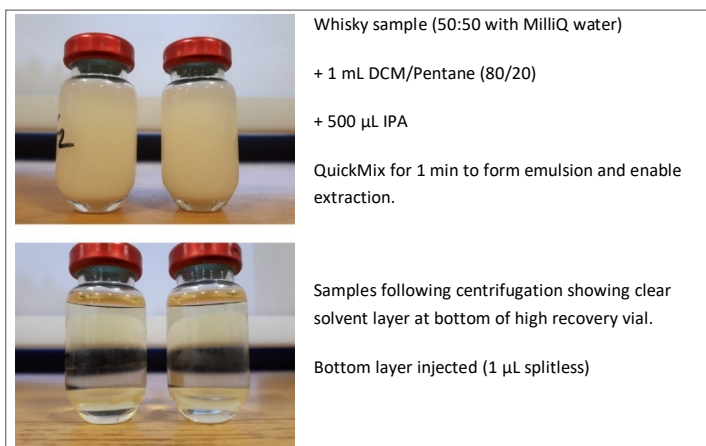 Whisky sample (50:50 with MilliQ water)
+ 1 mL DCM/Pentane (80/20)
+ 500 µL IPA
QuickMix for 1 min to form emulsion and enable
extraction.
Samples following centrifugation showing clear
solvent layer at bottom of high recovery vial.
Bottom layer injected (1 µL splitless)